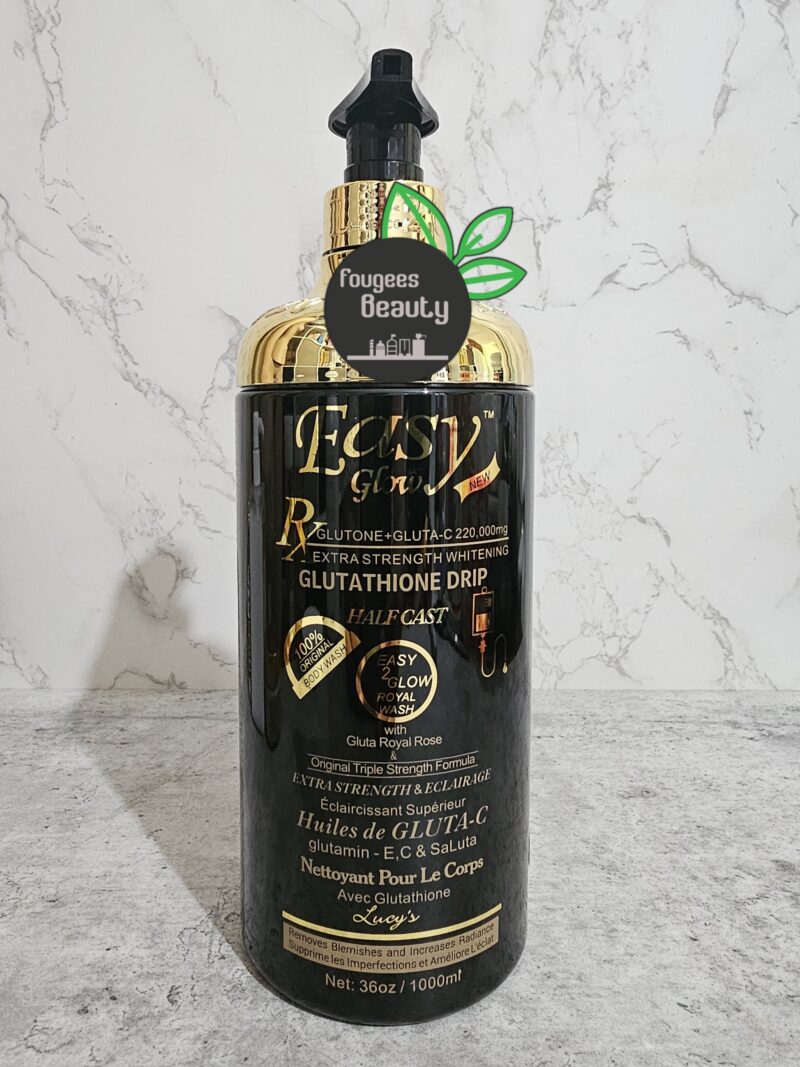 fougees
Beauty
Easy™
Glow
NEW
Rx GLUTONE+GLUTA-C 220,000mg
EXTRA STRENGTH WHITENING
GLUTATHIONE DRIP
HALF CAST
100%
ORIGINAL
BODY WASH
EASY
2
GLOW
ROYAL
WASH
with
Gluta Royal Rose
&
Original Triple Strength Formula
EXTRA STRENGTH & ECLAIRAGE
Éclaircissant Supérieur
Huiles de GLUTA-C
glutamin - E,C & SaLuta
Nettoyant Pour Le Corps
Avec Glutathione
Lucy's
Removes Blemishes and Increases Radiance
Supprime les Imperfections et Améliore L'éclat
Net: 36oz / 1000ml